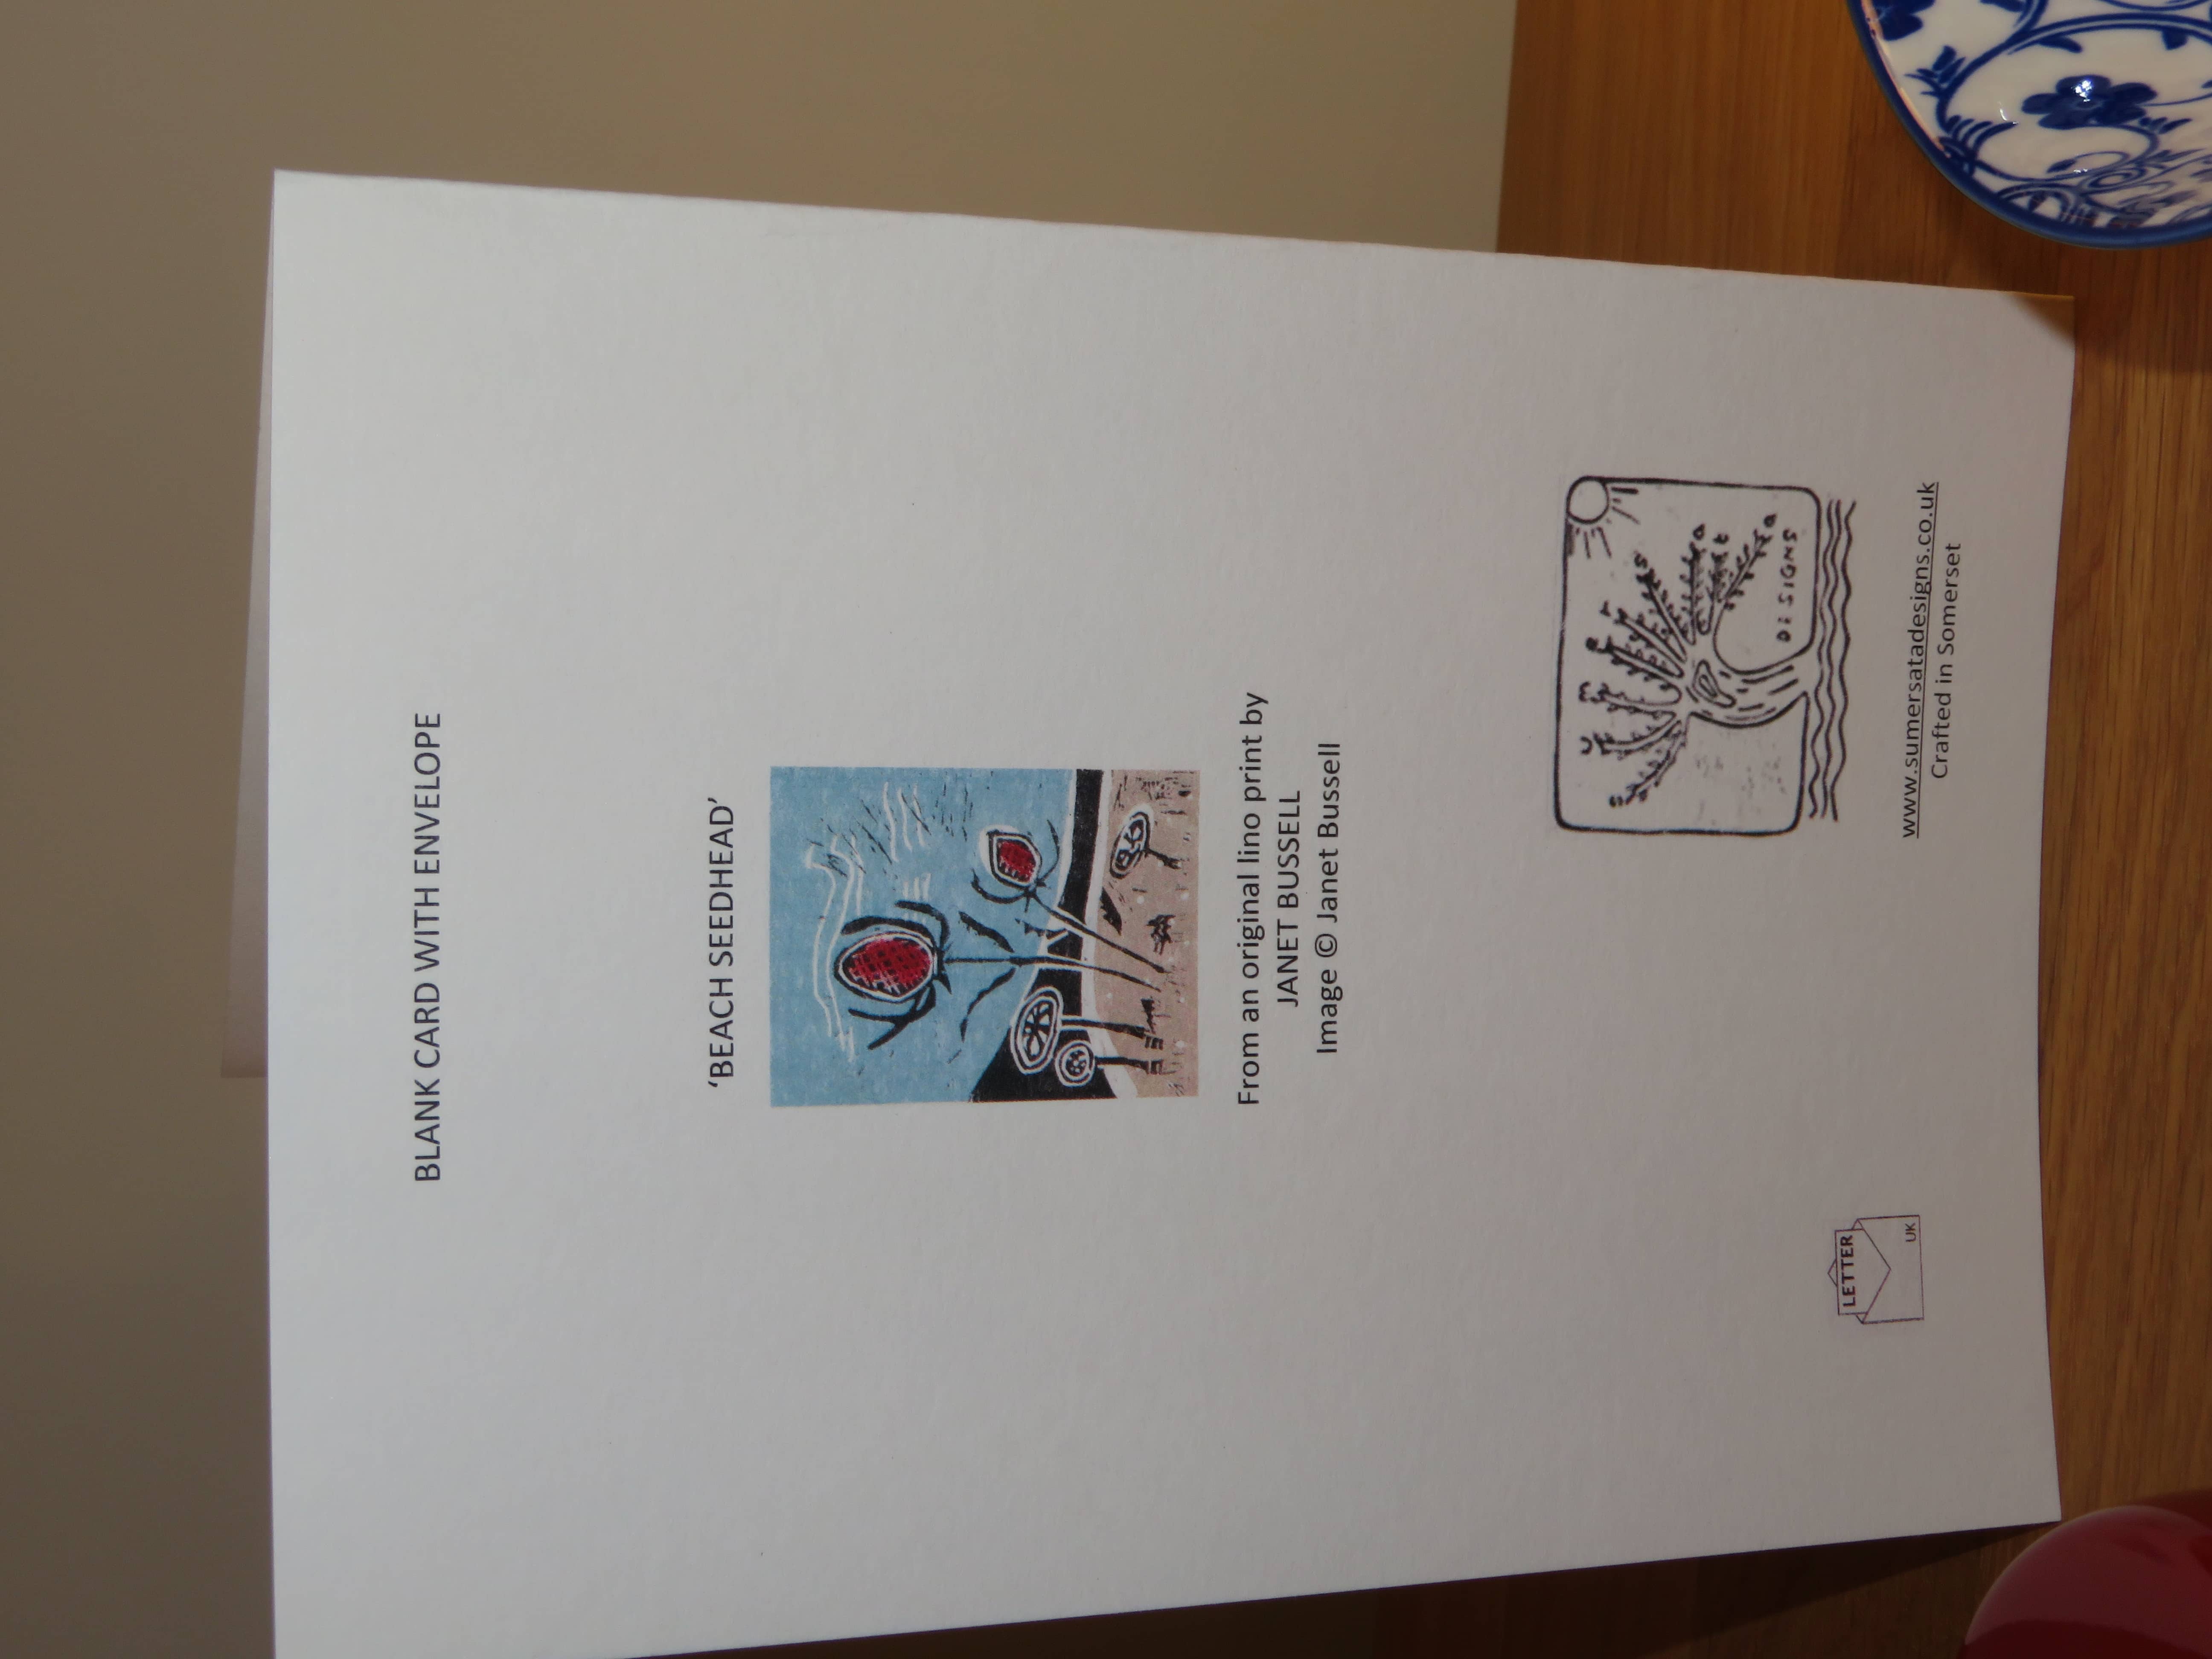 BLANK CARD WITH ENVELOPE
‘BEACH SEEDHEAD’
From an original lino print by
JANET BUSSELL
Image © Janet Bussell
LETTER
UK
DESIGNS
www.sumersatadesigns.co.uk
Crafted in Somerset